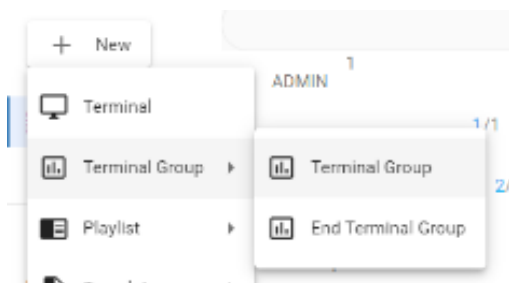 + New
1
ADMIN
Terminal
1/1
Terminal Group
Terminal Group
2/
Playlist
End Terminal Group